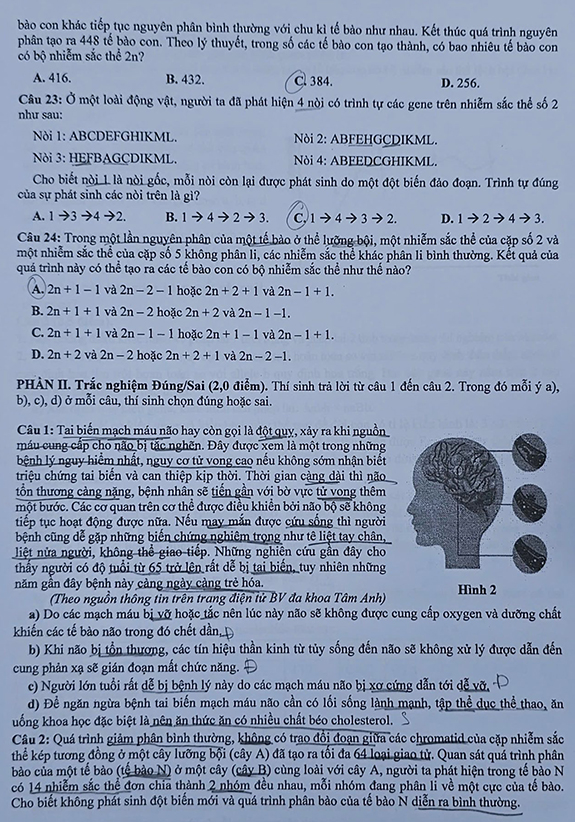 bào con khác tiếp tục nguyên phân bình thường với chu kì tế bào như nhau. Kết thúc quá trình nguyên
phân tạo ra 448 tế bào con. Theo lý thuyết, trong số các tế bào con tạo thành, có bao nhiêu tế bào con
có bộ nhiễm sắc thể 2n?
A. 416. B. 432. C. 384. D. 256.
Câu 23: Ở một loài động vật, người ta đã phát hiện 4 nòi có trình tự các gene trên nhiễm sắc thể số 2
như sau:
Nòi 1: ABCDEFGHIKML. Nòi 2: ABFEHGCDIKML.
Nòi 3: HEFBAGCDIKML. Nòi 4: ABEEDCGHIKML.
Cho biết nòi 1 là nòi gốc, mỗi nòi còn lại được phát sinh do một đột biến đảo đoạn. Trình tự đúng
của sự phát sinh các nòi trên là gì?
A. 1 →3 →4 →2. B. 1 → 4 → 2 → 3. C. 1 → 4 → 3 → 2. D. 1 → 2 → 4 → 3.
Câu 24: Trong một lần nguyên phân của một tế bào ở thể lưỡng bội, một nhiễm sắc thể của cặp số 2 và
một nhiễm sắc thể của cặp số 5 không phân li, các nhiễm sắc thể khác phân li bình thường. Kết quả của
quá trình này có thể tạo ra các tế bào con có bộ nhiễm sắc thể như thế nào?
A. 2n + 1 – 1 và 2n – 2 – 1 hoặc 2n + 2 + 1 và 2n – 1 + 1.
B. 2n + 1 + 1 và 2n – 2 hoặc 2n + 2 và 2n – 1 –1.
C. 2n + 1 + 1 và 2n – 1 – 1 hoặc 2n + 1 – 1 và 2n – 1 + 1.
D. 2n + 2 và 2n – 2 hoặc 2n + 2 + 1 và 2n – 2 –1.
PHẦN II. Trắc nghiệm Đúng/Sai (2,0 điểm). Thí sinh trả lời từ câu 1 đến câu 2. Trong đó mỗi ý a),
b), c), d) ở mỗi câu, thí sinh chọn đúng hoặc sai.
Câu 1: Tai biến mạch máu não hay còn gọi là đột quỵ, xảy ra khi nguồn
máu cung cấp cho não bị tắc nghẽn. Đây được xem là một trong những
bệnh lý nguy hiểm nhất, nguy cơ tử vong cao nếu không sớm nhận biết
triệu chứng tai biến và can thiệp kịp thời. Thời gian càng dài thì não
tổn thương càng nặng, bệnh nhân sẽ tiến gần với bờ vực tử vong thêm
một bước. Các cơ quan trên cơ thể được điều khiển bởi não bộ sẽ không
tiếp tục hoạt động được nữa. Nếu may mắn được cứu sống thì người
bệnh cũng dễ gặp những biến chứng nghiêm trọng như tê liệt tay chân,
liệt nửa người, không thể giao tiếp. Những nghiên cứu gần đây cho
thấy người có độ tuổi từ 65 trở lên rất dễ bị tai biến, tuy nhiên những
năm gần đây bệnh này càng ngày càng trẻ hóa.
Hình 2
(Theo nguồn thông tin trên trang điện tử BV đa khoa Tâm Anh)
a) Do các mạch máu bị vỡ hoặc tắc nên lúc này não sẽ không được cung cấp oxygen và dưỡng chất
khiến các tế bào não trong đó chết dần. Đ
b) Khi não bị tổn thương, các tín hiệu thần kinh từ tủy sống đến não sẽ không xử lý được dẫn đến
cung phản xạ sẽ gián đoạn mất chức năng. Đ
c) Người lớn tuổi rất dễ bị bệnh lý này do các mạch máu não bị xơ cứng dẫn tới dễ vỡ. Đ
d) Để ngăn ngừa bệnh tai biến mạch máu não cần có lối sống lành mạnh, tập thể dục thể thao, ăn
uống khoa học đặc biệt là nên ăn thức ăn có nhiều chất béo cholesterol. S
Câu 2: Quá trình giảm phân bình thường, không có trao đổi đoạn giữa các chromatid của cặp nhiễm sắc
thể kép tương đồng ở một cây lưỡng bội (cây A) đã tạo ra tối đa 64 loại giao tử. Quan sát quá trình phân
bào của một tế bào (tế bào N) ở một cây (cây B) cùng loài với cây A, người ta phát hiện trong tế bào N
có 14 nhiễm sắc thể đơn chia thành 2 nhóm đều nhau, mỗi nhóm đang phân li về một cực của tế bào.
Cho biết không phát sinh đột biến mới và quá trình phân bào của tế bào N diễn ra bình thường.